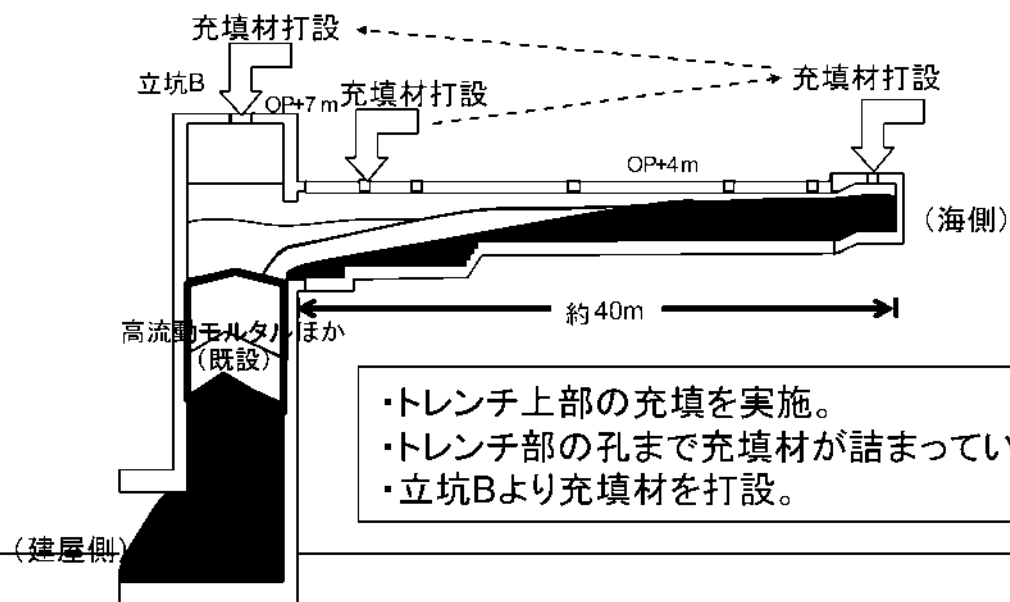 充填材打設
立坑B
OP+7m
充填材打設
充填材打設
OP+4m
（海側）
約40m
高流動モルタルほか
（既設）
・トレンチ上部の充填を実施。
・トレンチ部の孔まで充填材が詰まってい
・立坑Bより充填材を打設。
（建屋側）